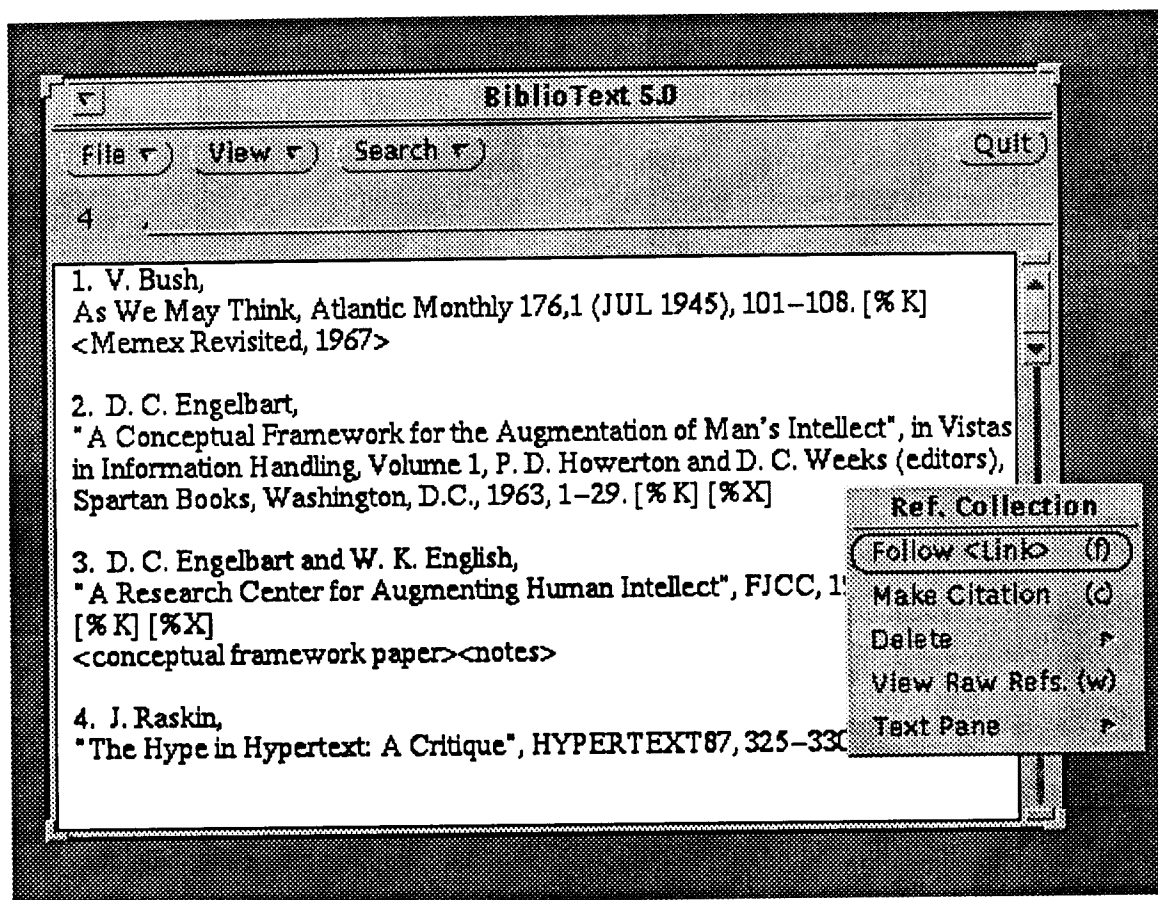 BiblioText 5.0
File View Search Quit
4 ,
1. V. Bush,
As We May Think, Atlantic Monthly 176,1 (JUL 1945), 101–108. [%K]
<Memex Revisited, 1967>
2. D. C. Engelbart,
"A Conceptual Framework for the Augmentation of Man's Intellect", in Vistas
in Information Handling, Volume 1, P. D. Howerton and D. C. Weeks (editors),
Spartan Books, Washington, D.C., 1963, 1–29. [%K] [%X]
3. D. C. Engelbart and W. K. English,
"A Research Center for Augmenting Human Intellect", FJCC,
[%K] [%X]
<conceptual framework paper><notes>
4. J. Raskin,
"The Hype in Hypertext: A Critique", HYPERTEXT87, 325–330
Ref. Collection
Follow <Link> (f)
Make Citation (c)
Delete
View Raw Refs. (w)
Text Pane